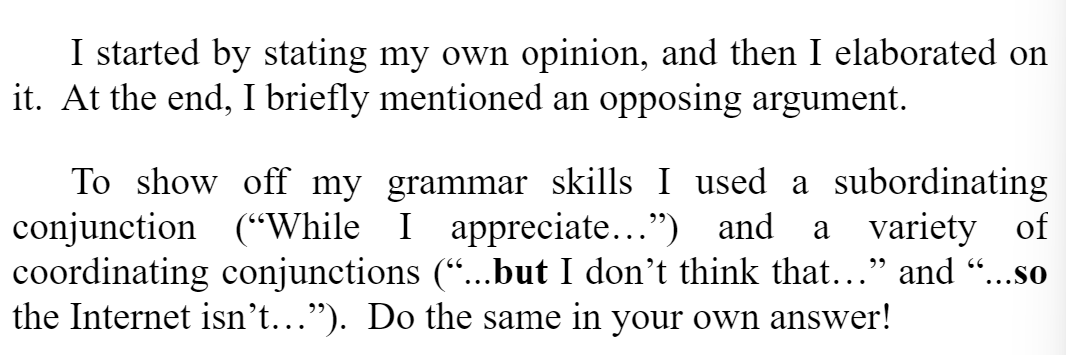 I started by stating my own opinion, and then I elaborated on
it.  At the end, I briefly mentioned an opposing argument.
To show off my grammar skills I used a subordinating
conjunction (“While I appreciate…”) and a variety of
coordinating conjunctions (“...but I don’t think that…” and “...so
the Internet isn’t…”).  Do the same in your own answer!